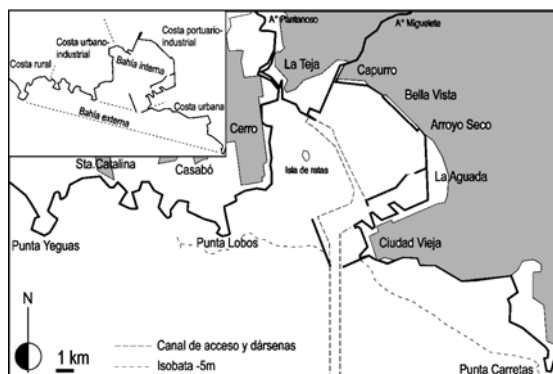 Aº Pantanoso
Aº Miguelete
Costa urbano-
industrial
Costa portuario-
industrial
Costa rural
Bahía interna
Costa urbana
Bahía externa
La Teja
Capurro
Bella Vista
Arroyo Seco
Cerro
Isla de ratas
La Aguada
Sta.Catalina
Casabó
Punta Yeguas
Punta Lobos
Ciudad Vieja
N
1 km
Canal de acceso y dársenas
Isobata -5m
Punta Carretas